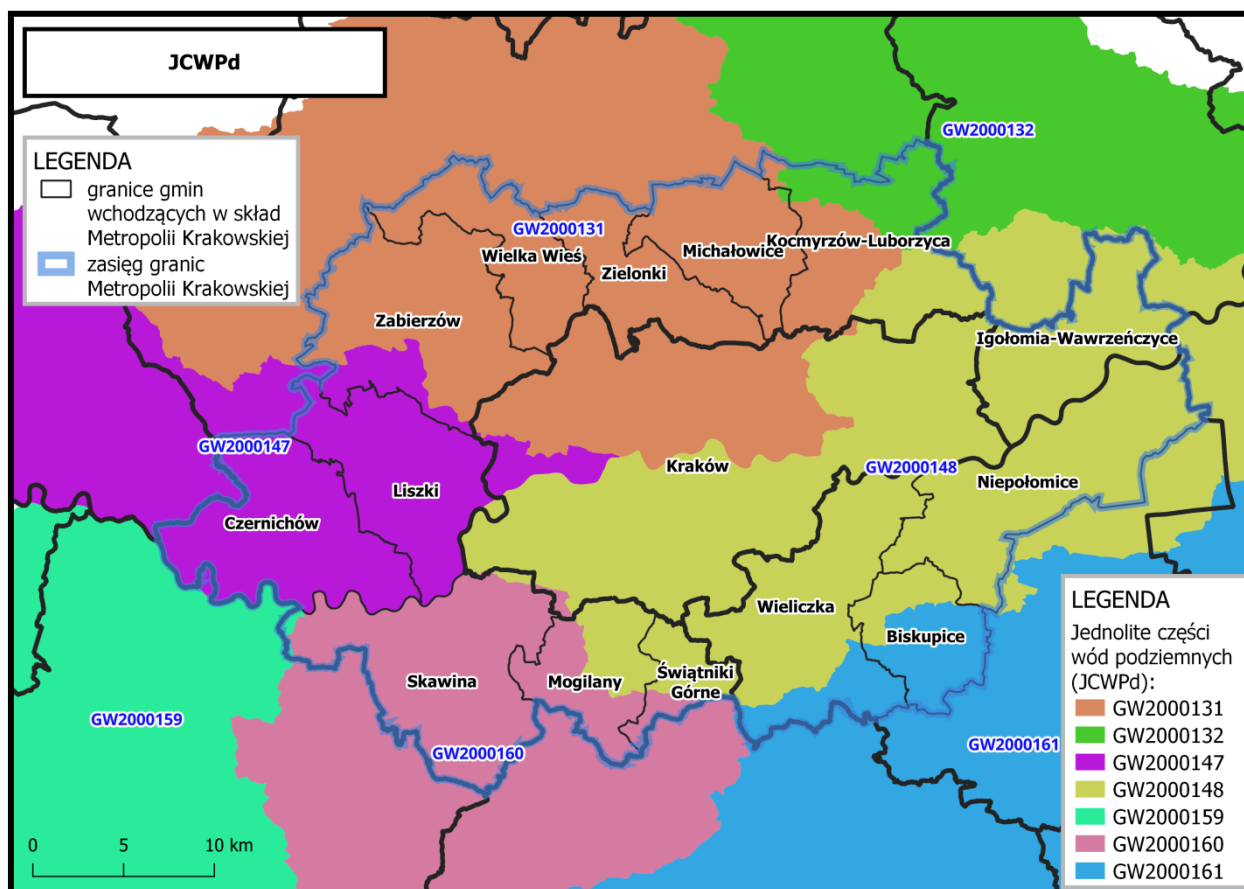 JCWPd
LEGENDA
granice gmin
wchodzących w skład
Metropolii Krakowskiej
zasięg granic
Metropolii Krakowskiej
GW2000132
GW2000131
Wielka Wieś
Michałowice
Kocmyrzów-Luborzyca
Zielonki
Zabierzów
Igołomia-Wawrzeńczyce
GW2000147
Kraków
GW2000148
Liszki
Niepołomice
Czernichów
Wieliczka
Biskupice
Skawina
Mogilany
Świątniki
Górne
GW2000159
GW2000160
GW2000161
0 5 10 km
LEGENDA
Jednolite części
wód podziemnych
(JCWPd):
GW2000131
GW2000132
GW2000147
GW2000148
GW2000159
GW2000160
GW2000161